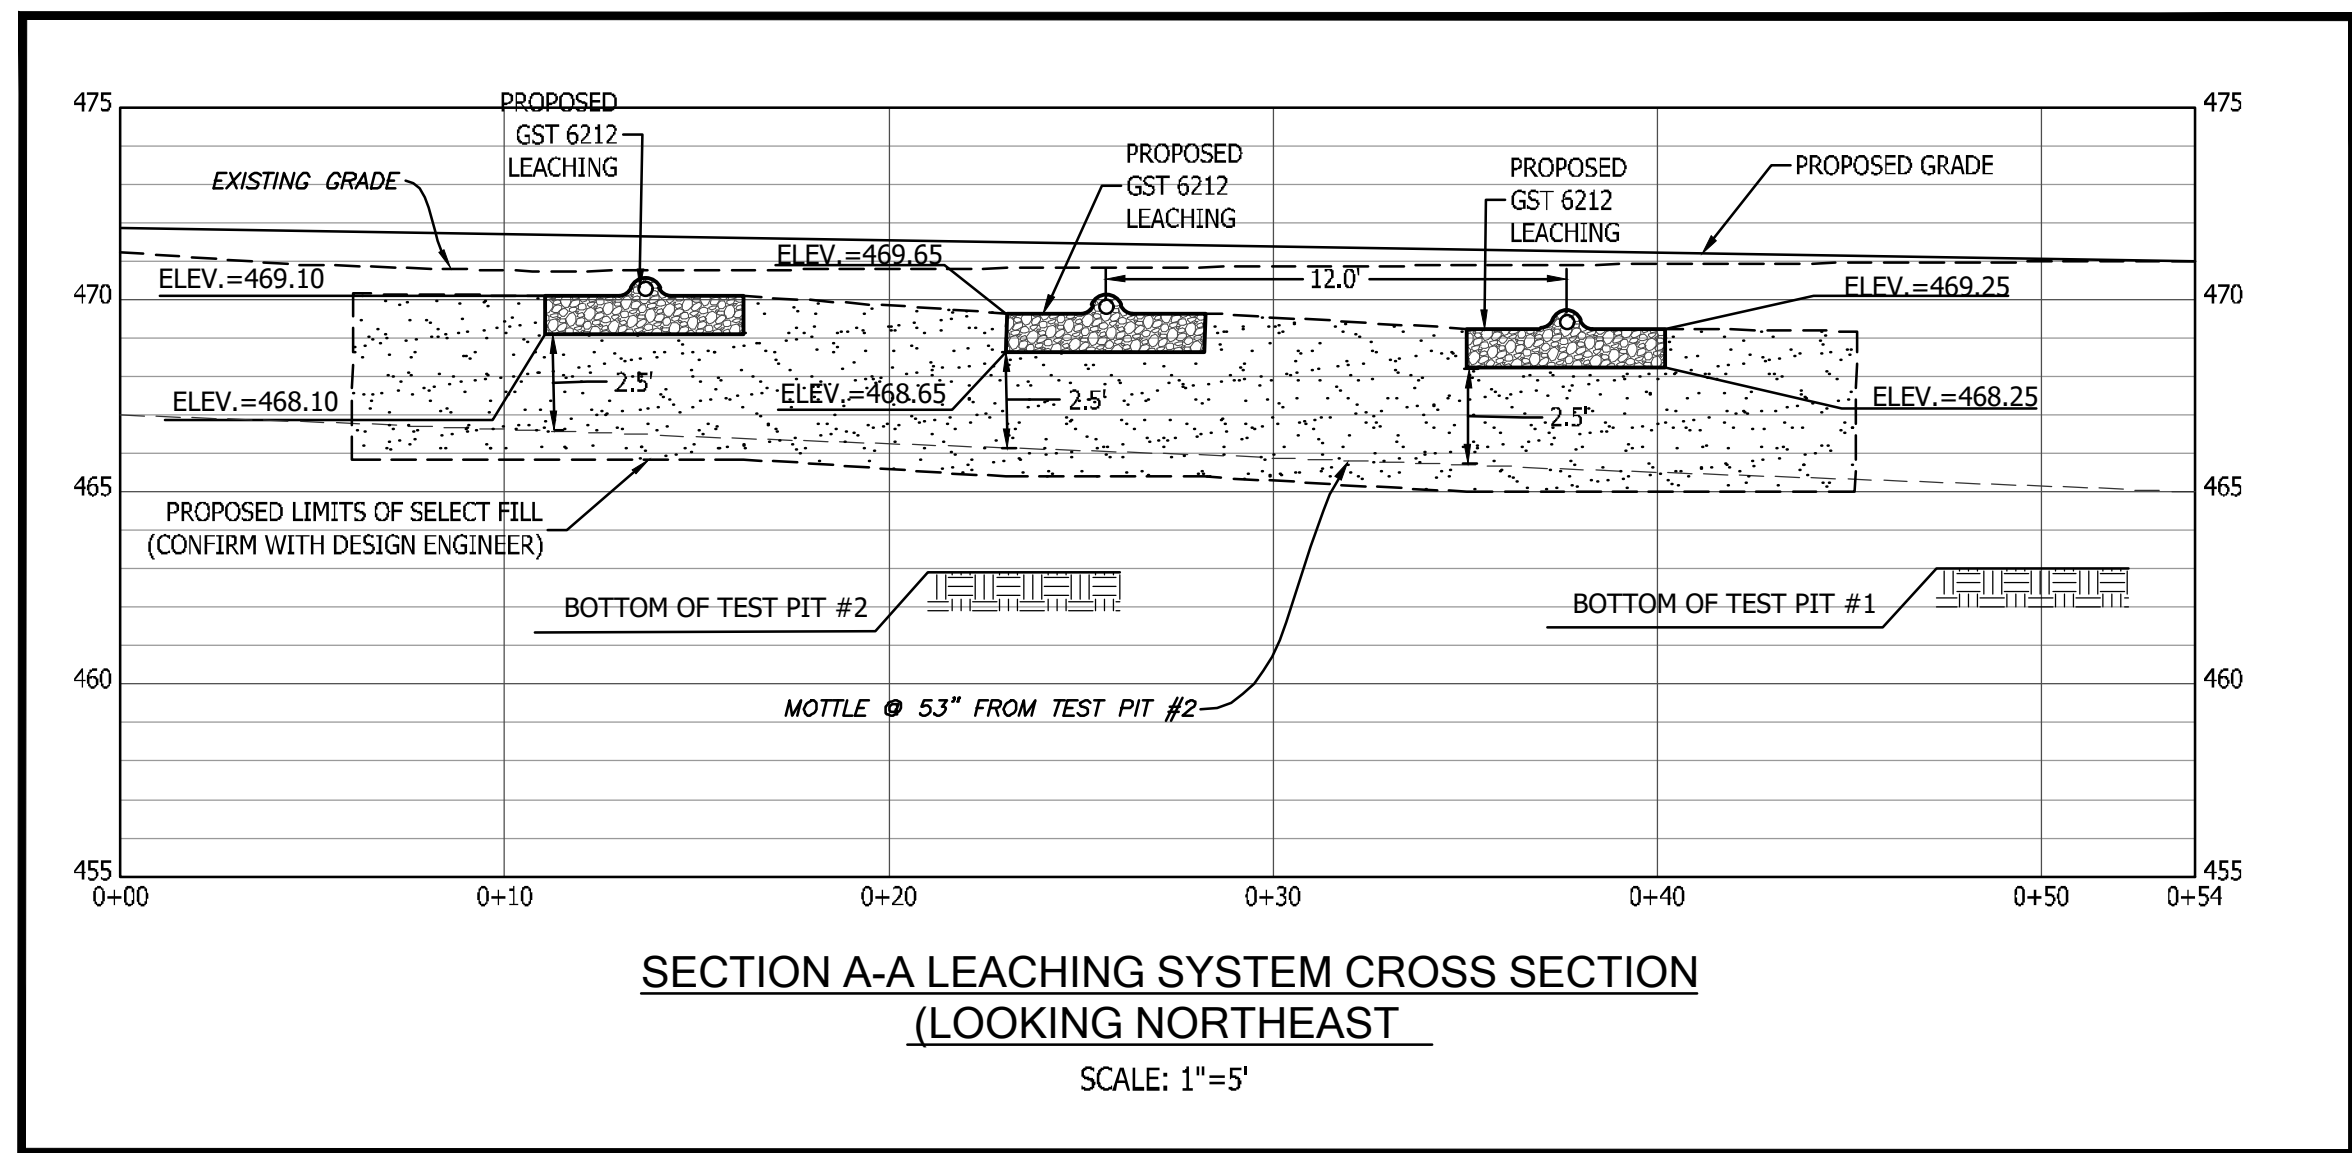 475
475
PROPOSED
GST 6212
LEACHING
PROPOSED
GST 6212
LEACHING
PROPOSED
GST 6212
LEACHING
PROPOSED GRADE
EXISTING GRADE
ELEV.=469.10
ELEV.=469.65
12.0'
ELEV.=469.25
470
470
ELEV.=468.10
2.5'
ELEV.=468.65
2.5'
2.5'
ELEV.=468.25
465
465
PROPOSED LIMITS OF SELECT FILL
(CONFIRM WITH DESIGN ENGINEER)
BOTTOM OF TEST PIT #2
BOTTOM OF TEST PIT #1
460
460
MOTTLE @ 53" FROM TEST PIT #2
455
455
0+00
0+10
0+20
0+30
0+40
0+50
0+54
SECTION A-A LEACHING SYSTEM CROSS SECTION
(LOOKING NORTHEAST
SCALE: 1"=5'